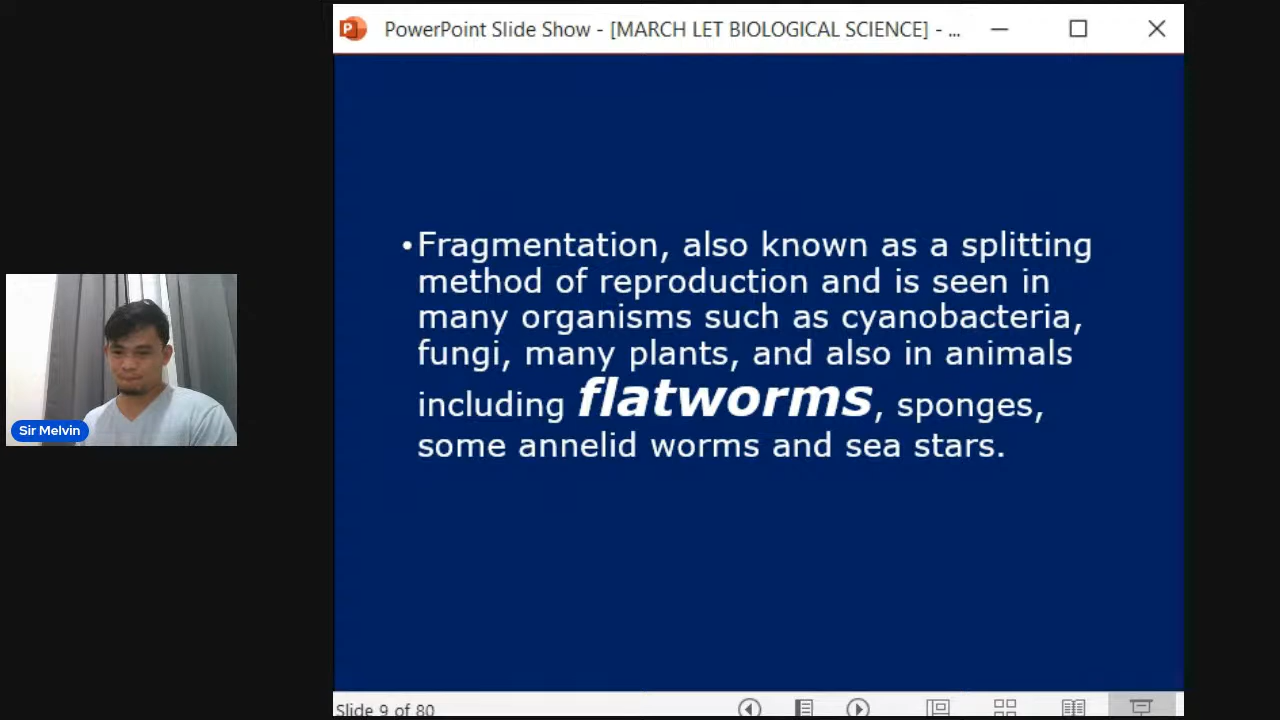 PowerPoint Slide Show - [MARCH LET BIOLOGICAL SCIENCE] - ...
• Fragmentation, also known as a splitting
method of reproduction and is seen in
many organisms such as cyanobacteria,
fungi, many plants, and also in animals
including flatworms, sponges,
some annelid worms and sea stars.
Sir Melvin
Slide 9 of 80